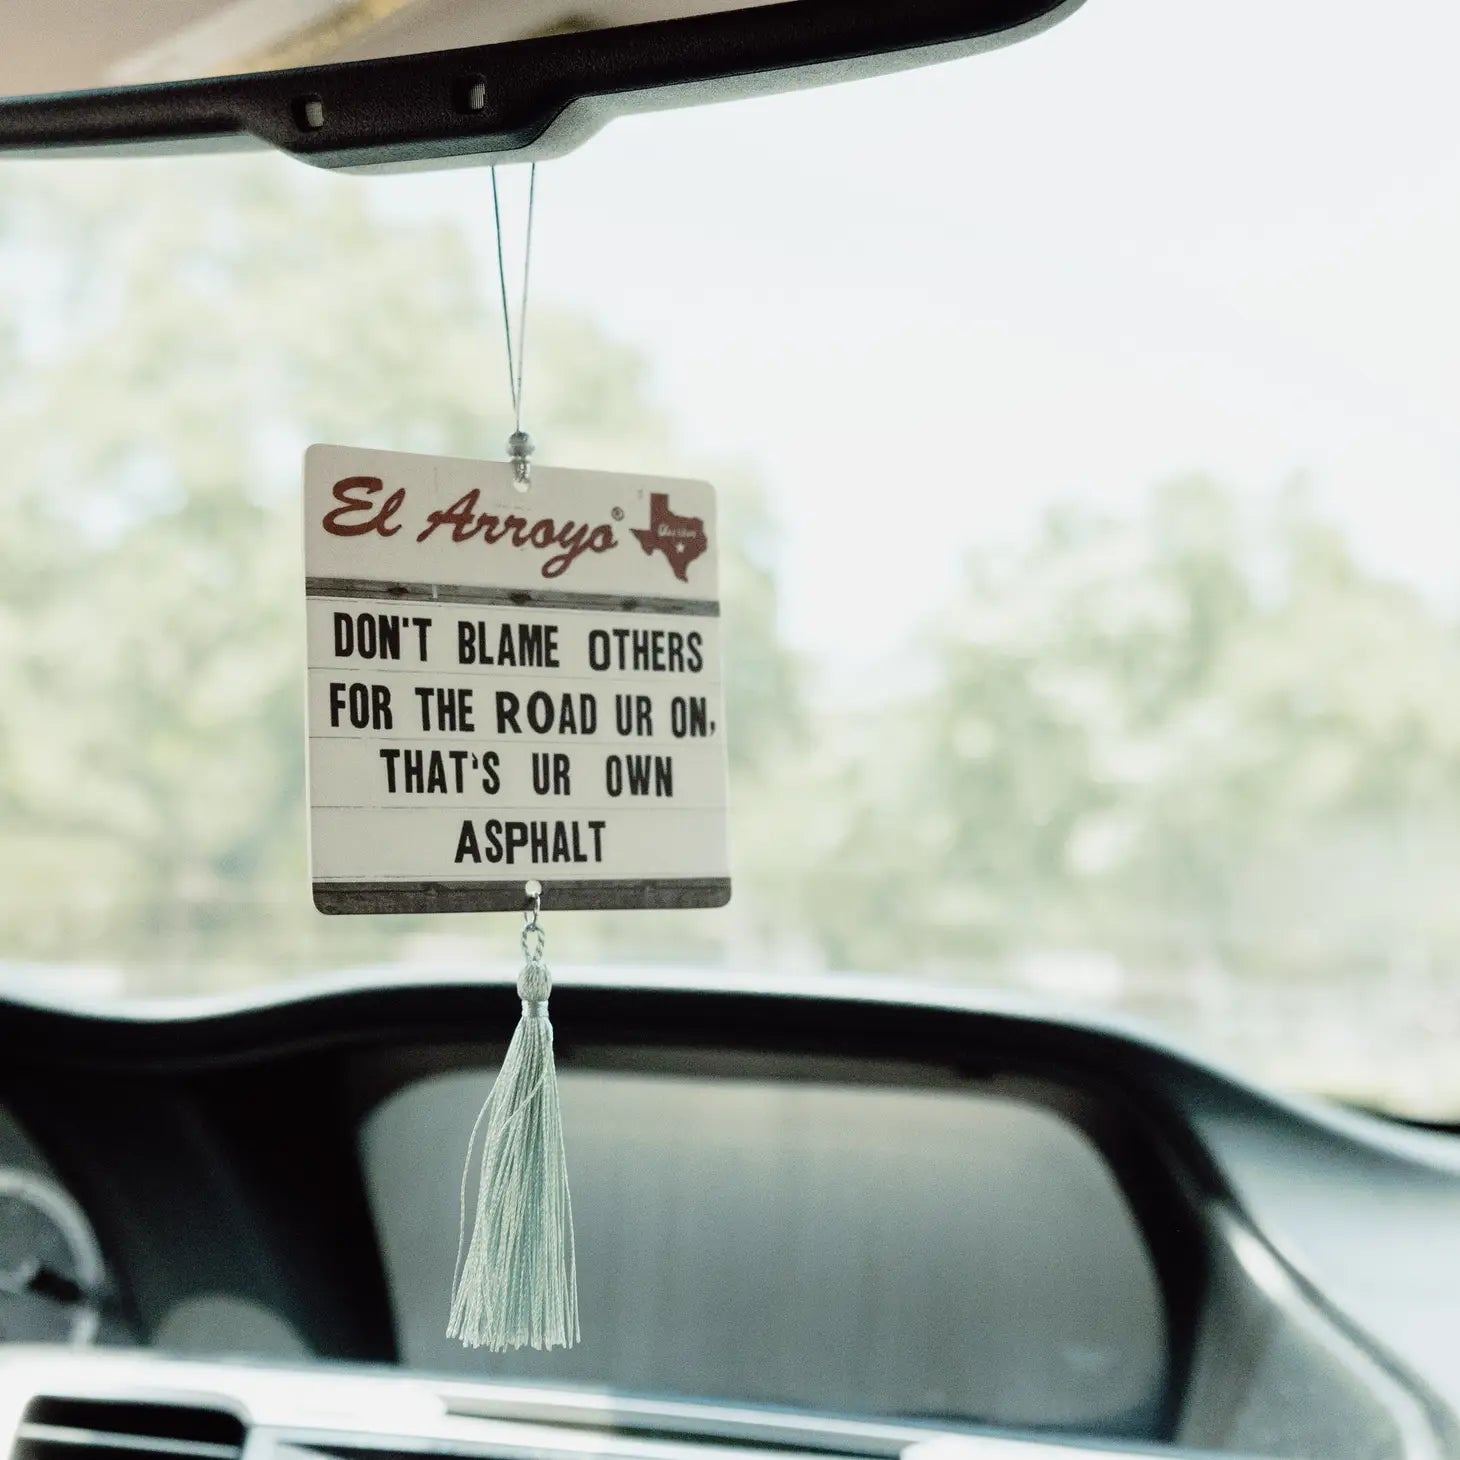 El Arroyo®
DON'T BLAME OTHERS
FOR THE ROAD UR ON,
THAT'S UR OWN
ASPHALT